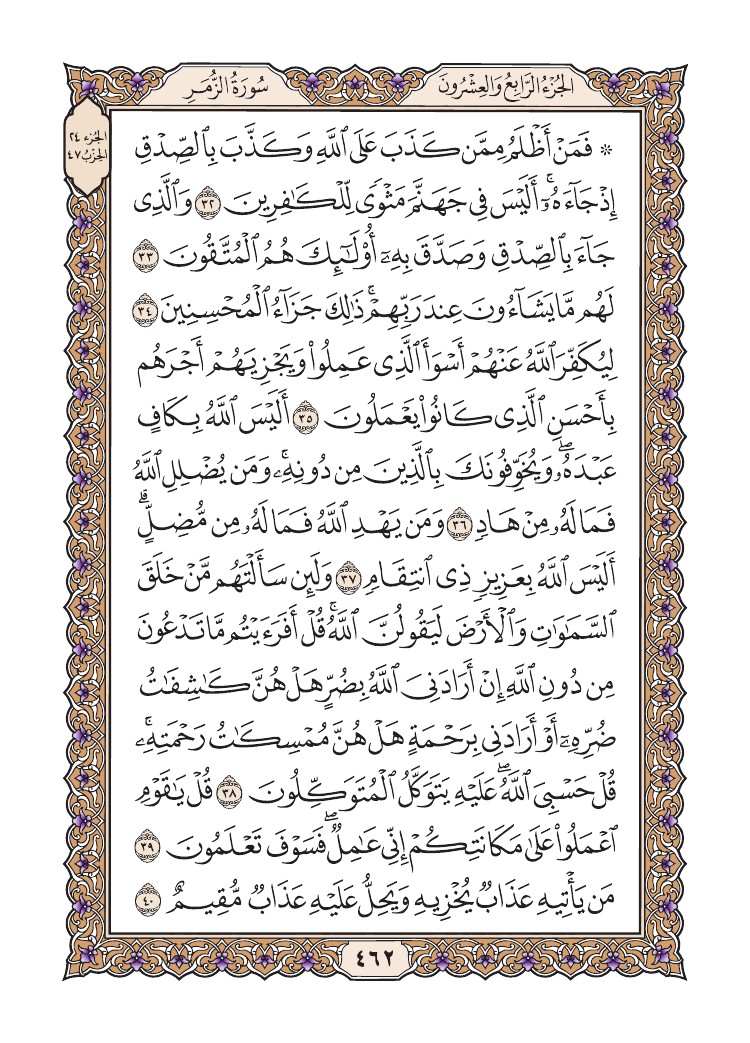 الجُزْءُ الرَّابِعُ وَالعِشْرُونَ
سُورَةُ الزُّمَرِ
الجزء ٢٤
الحِزْبُ ٤٧
۞ فَمَنْ أَظْلَمُ مِمَّن كَذَبَ عَلَى ٱللَّهِ وَكَذَّبَ بِٱلصِّدْقِ
إِذْ جَآءَهُۥٓۚ أَلَيْسَ فِى جَهَنَّمَ مَثْوًى لِّلْكَٰفِرِينَ ٣٢ وَٱلَّذِى
جَآءَ بِٱلصِّدْقِ وَصَدَّقَ بِهِۦٓ أُو۟لَٰٓئِكَ هُمُ ٱلْمُتَّقُونَ ٣٣
لَهُم مَّا يَشَآءُونَ عِندَ رَبِّهِمْۚ ذَٰلِكَ جَزَآءُ ٱلْمُحْسِنِينَ ٣٤
لِيُكَفِّرَ ٱللَّهُ عَنْهُمْ أَسْوَأَ ٱلَّذِى عَمِلُوا۟ وَيَجْزِيَهُمْ أَجْرَهُم
بِأَحْسَنِ ٱلَّذِى كَانُوا۟ يَعْمَلُونَ ٣٥ أَلَيْسَ ٱللَّهُ بِكَافٍ
عَبْدَهُۥۖ وَيُخَوِّفُونَكَ بِٱلَّذِينَ مِن دُونِهِۦۚ وَمَن يُضْلِلِ ٱللَّهُ
فَمَا لَهُۥ مِنْ هَادٍ ٣٦ وَمَن يَهْدِ ٱللَّهُ فَمَا لَهُۥ مِن مُّضِلٍّۗ
أَلَيْسَ ٱللَّهُ بِعَزِيزٍ ذِى ٱنتِقَامٍ ٣٧ وَلَئِن سَأَلْتَهُم مَّنْ خَلَقَ
ٱلسَّمَٰوَٰتِ وَٱلْأَرْضَ لَيَقُولُنَّ ٱللَّهُۚ قُلْ أَفَرَءَيْتُم مَّا تَدْعُونَ
مِن دُونِ ٱللَّهِ إِنْ أَرَادَنِىَ ٱللَّهُ بِضُرٍّ هَلْ هُنَّ كَٰشِفَٰتُ
ضُرِّهِۦٓ أَوْ أَرَادَنِى بِرَحْمَةٍ هَلْ هُنَّ مُمْسِكَٰتُ رَحْمَتِهِۦۚ
قُلْ حَسْبِىَ ٱللَّهُۖ عَلَيْهِ يَتَوَكَّلُ ٱلْمُتَوَكِّلُونَ ٣٨ قُلْ يَٰقَوْمِ
ٱعْمَلُوا۟ عَلَىٰ مَكَانَتِكُمْ إِنِّى عَٰمِلٌۖ فَسَوْفَ تَعْلَمُونَ ٣٩
مَن يَأْتِيهِ عَذَابٌ يُخْزِيهِ وَيَحِلُّ عَلَيْهِ عَذَابٌ مُّقِيمٌ ٤٠
٤٦٢